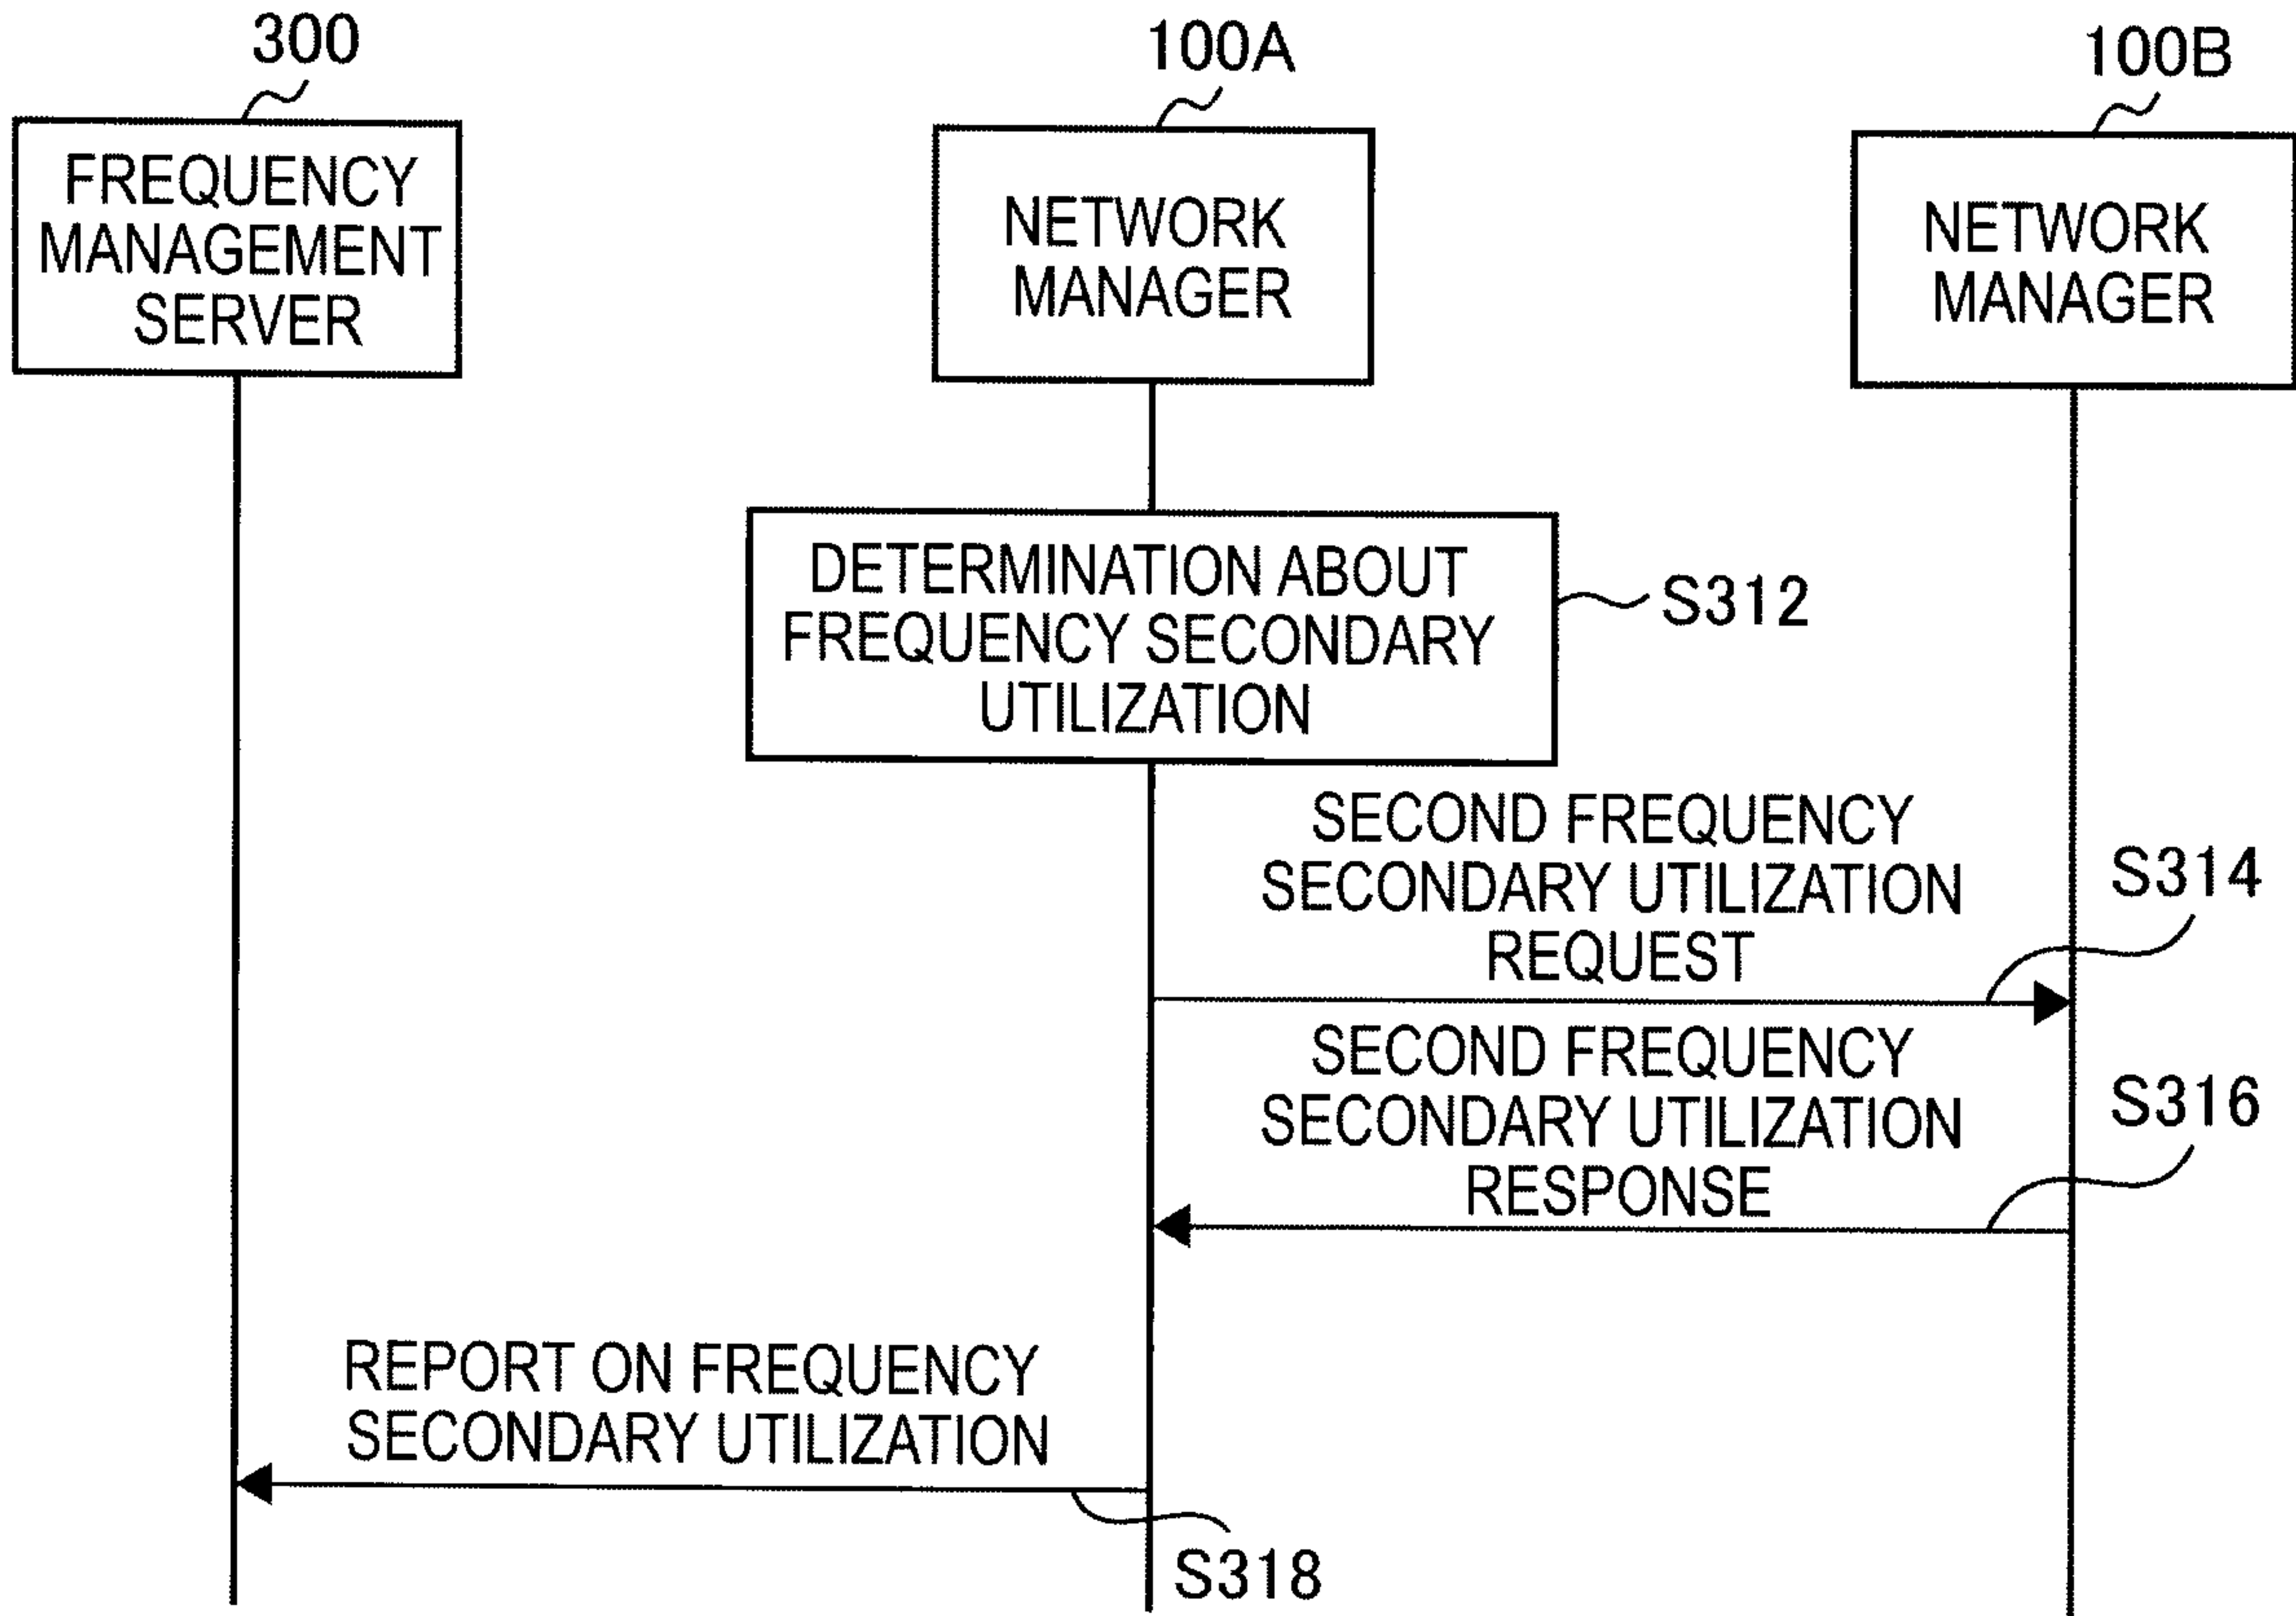 300
100A
100B
FREQUENCY
MANAGEMENT
SERVER
NETWORK
MANAGER
NETWORK
MANAGER
DETERMINATION ABOUT
FREQUENCY SECONDARY
UTILIZATION
S312
SECOND FREQUENCY
SECONDARY UTILIZATION
REQUEST
S314
SECOND FREQUENCY
SECONDARY UTILIZATION
RESPONSE
S316
REPORT ON FREQUENCY
SECONDARY UTILIZATION
S318